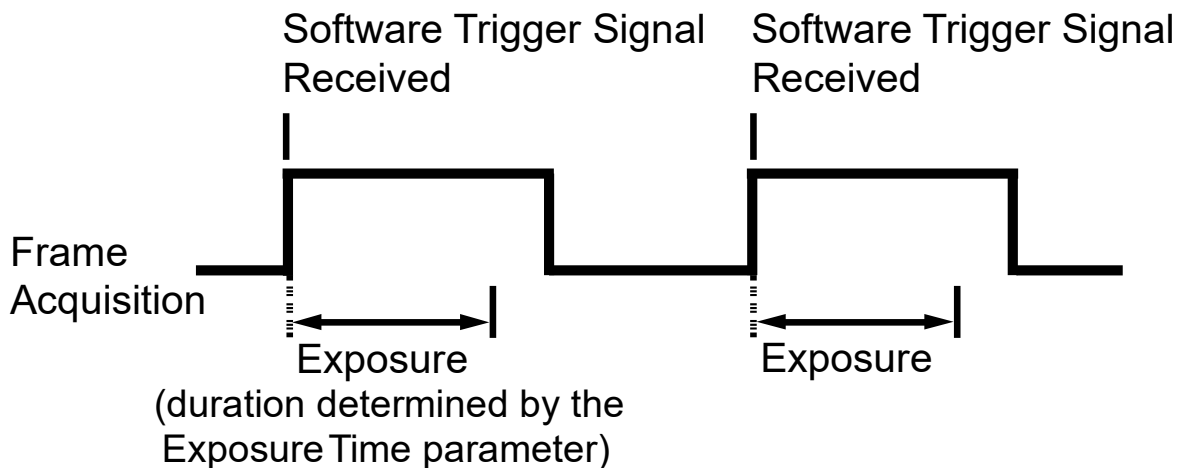 Software Trigger Signal
Received
Software Trigger Signal
Received
Frame
Acquisition
Exposure
(duration determined by the
Exposure Time parameter)
Exposure